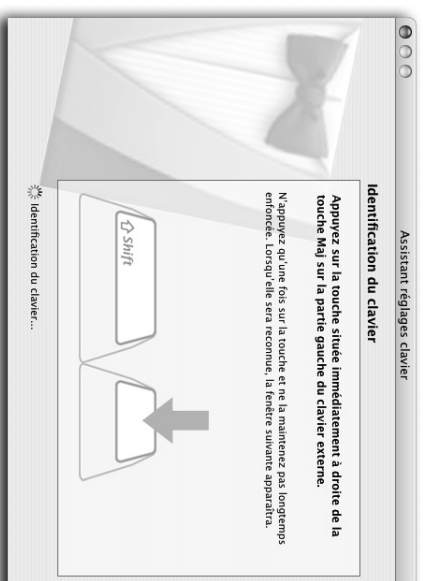 Assistant réglages clavier
Identification du clavier
Appuyez sur la touche située immédiatement à droite de la
touche Maj sur la partie gauche du clavier externe.
N'appuyez qu'une fois sur la touche et ne la maintenez pas longtemps
enfoncée. Lorsqu'elle sera reconnue, la fenêtre suivante apparaîtra.
Shift
Identification du clavier...